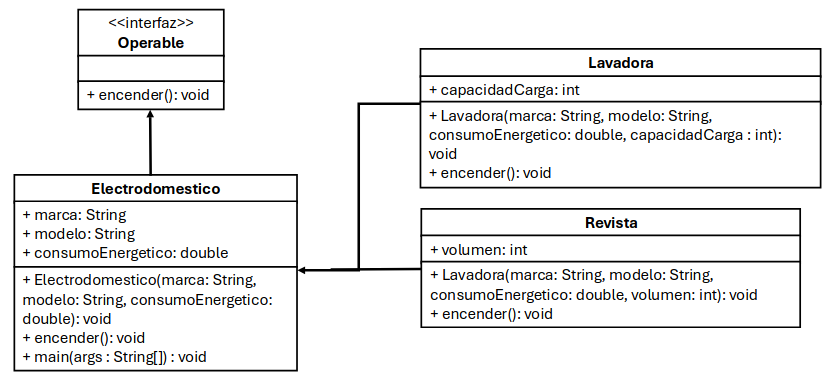 <<interfaz>>
Operable
+ encender(): void
Electrodomestico
+ marca: String
+ modelo: String
+ consumoEnergetico: double
+ Electrodomestico(marca: String,
modelo: String, consumoEnergetico:
double): void
+ encender(): void
+ main(args : String[]) : void
Lavadora
+ capacidadCarga: int
+ Lavadora(marca: String, modelo: String,
consumoEnergetico: double, capacidadCarga : int):
void
+ encender(): void
Revista
+ volumen: int
+ Lavadora(marca: String, modelo: String,
consumoEnergetico: double, volumen: int): void
+ encender(): void